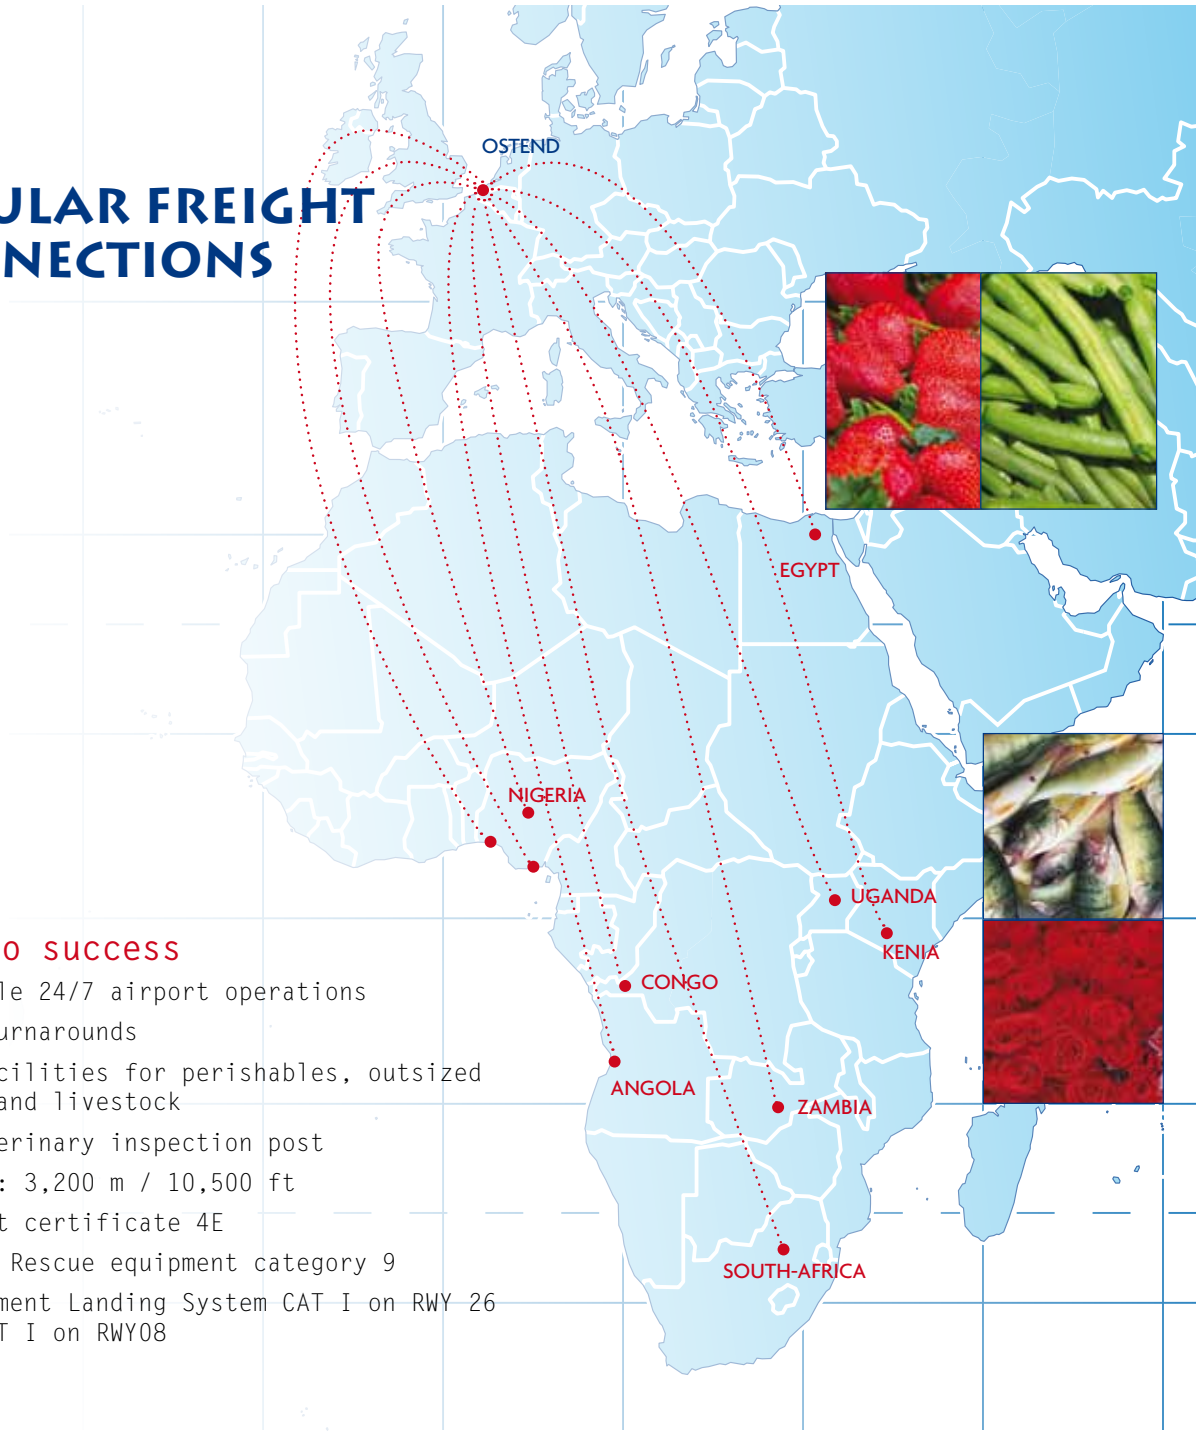 OSTEND
ULAR FREIGHT
NECTIONS
EGYPT
NIGERIA
UGANDA
KENIA
CONGO
ANGOLA
ZAMBIA
SOUTH-AFRICA
o success
le 24/7 airport operations
urnarounds
cilities for perishables, outsized
and livestock
erinary inspection post
: 3,200 m / 10,500 ft
t certificate 4E
Rescue equipment category 9
ment Landing System CAT I on RWY 26
T I on RWY08